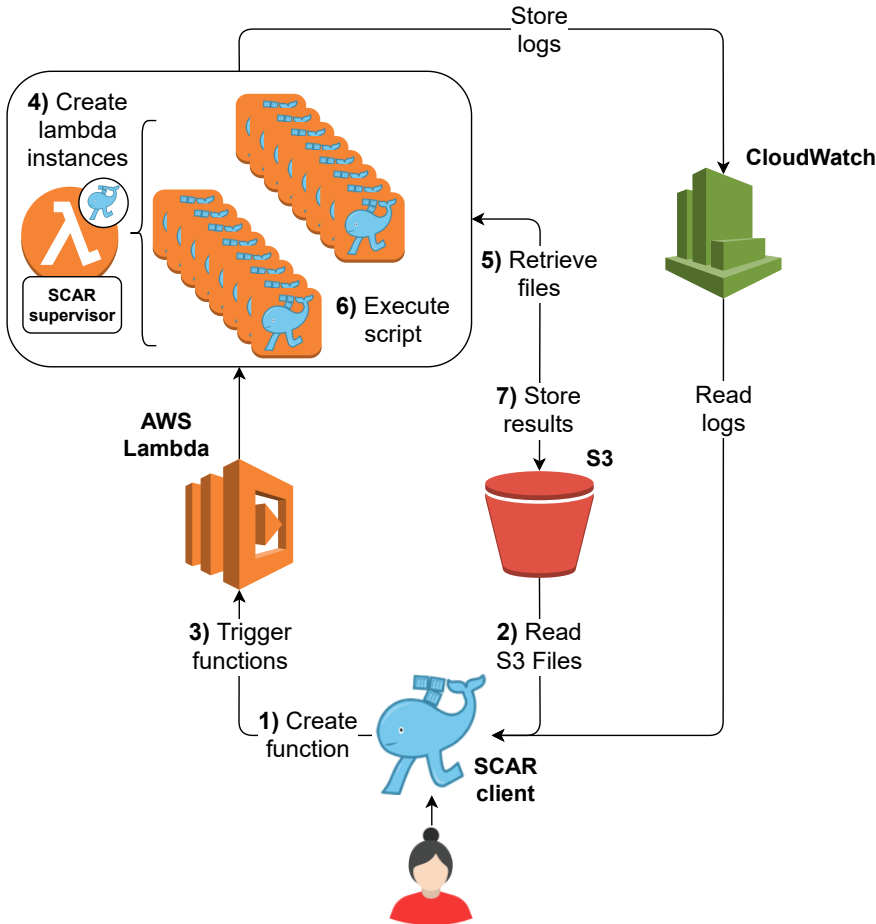 Store
logs
4) Create
lambda
instances
SCAR
supervisor
6) Execute
script
CloudWatch
5) Retrieve
files
7) Store
results
Read
logs
AWS
Lambda
S3
3) Trigger
functions
2) Read
S3 Files
1) Create
function
SCAR
client